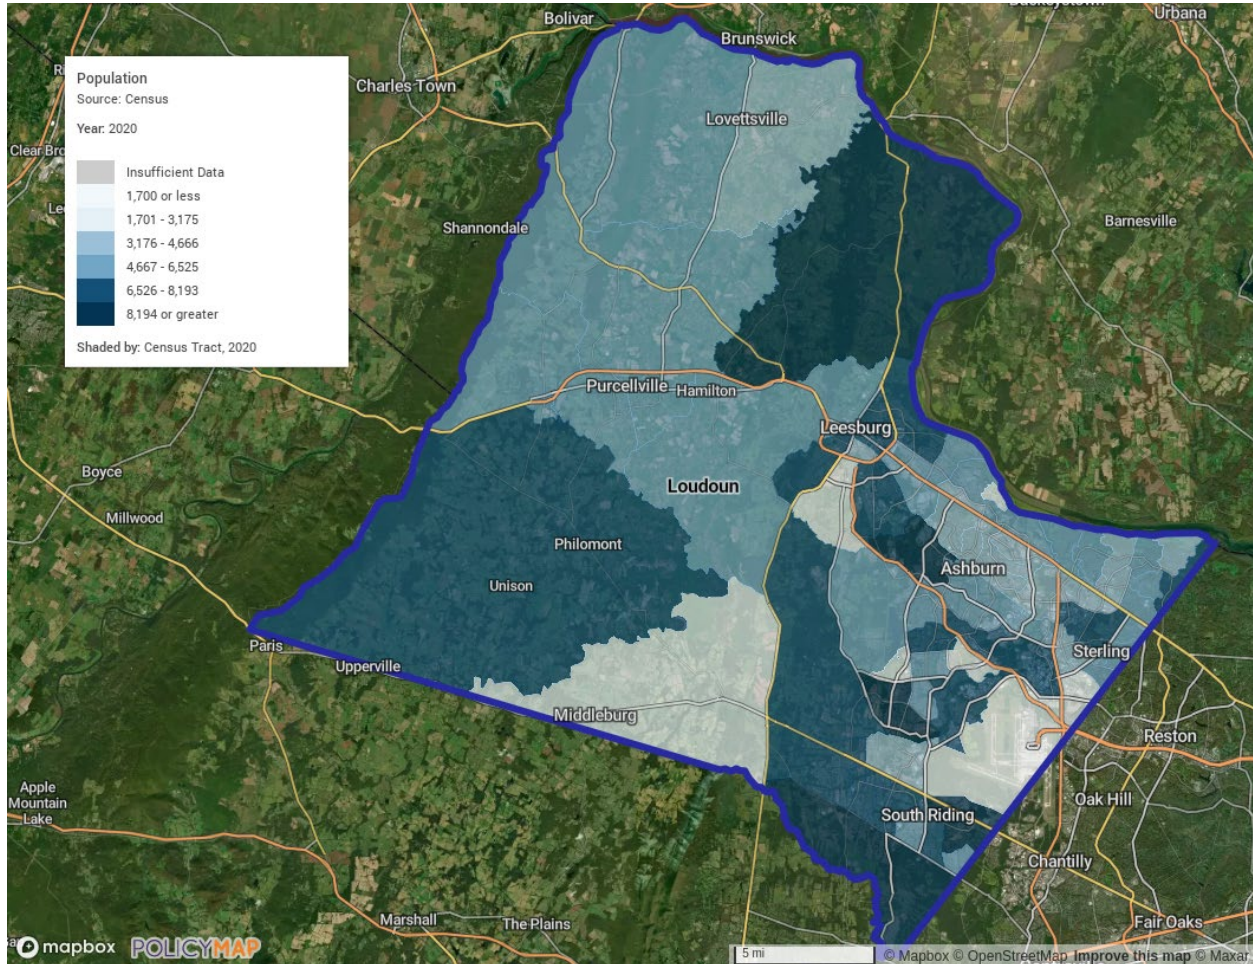 Bolivar
Brunswick
Urbana
Charles Town
Lovettsville
Population
Source: Census
Year: 2020
Insufficient Data
1,700 or less
1,701 - 3,175
3,176 - 4,666
4,667 - 6,525
6,526 - 8,193
8,194 or greater
Shaded by: Census Tract, 2020
Clear Bro
Shannondale
Barnesville
Purcellville
Hamilton
Leesburg
Boyce
Loudoun
Millwood
Philomont
Unison
Ashburn
Paris
Upperville
Sterling
Middleburg
Reston
Apple
Mountain
Lake
Oak Hill
South Riding
Chantilly
Marshall
The Plains
Fair Oaks
mapbox POLICYMAP
5 mi
© Mapbox © OpenStreetMap Improve this map © Maxar